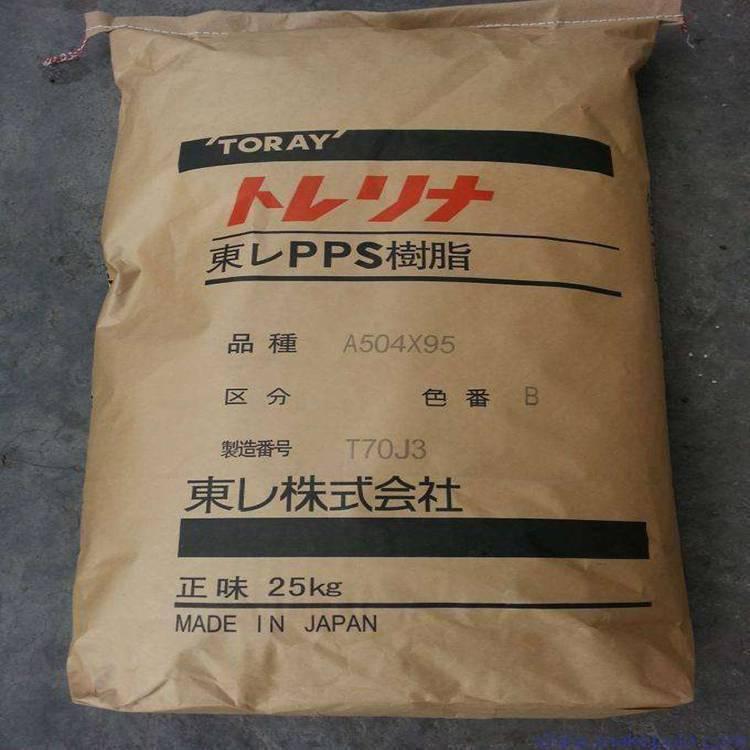 'TORAY'
トレリナ
東レPPS樹脂
品種 A504X95
区分 色番 B
製造番号 T70J3
東レ株式会社
正味 25kg
MADE IN JAPAN